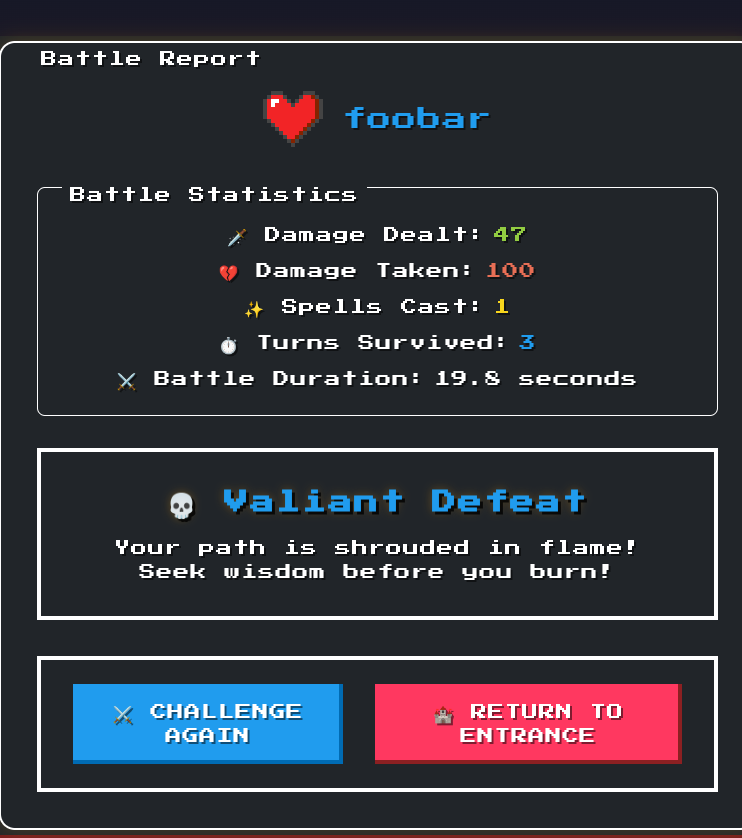 Battle Report
foobar
Battle Statistics
Damage Dealt: 47
Damage Taken: 100
Spells Cast: 1
Turns Survived: 3
Battle Duration: 19.8 seconds
Valiant Defeat
Your path is shrouded in flame!
Seek wisdom before you burn!
CHALLENGE
AGAIN
RETURN TO
ENTRANCE